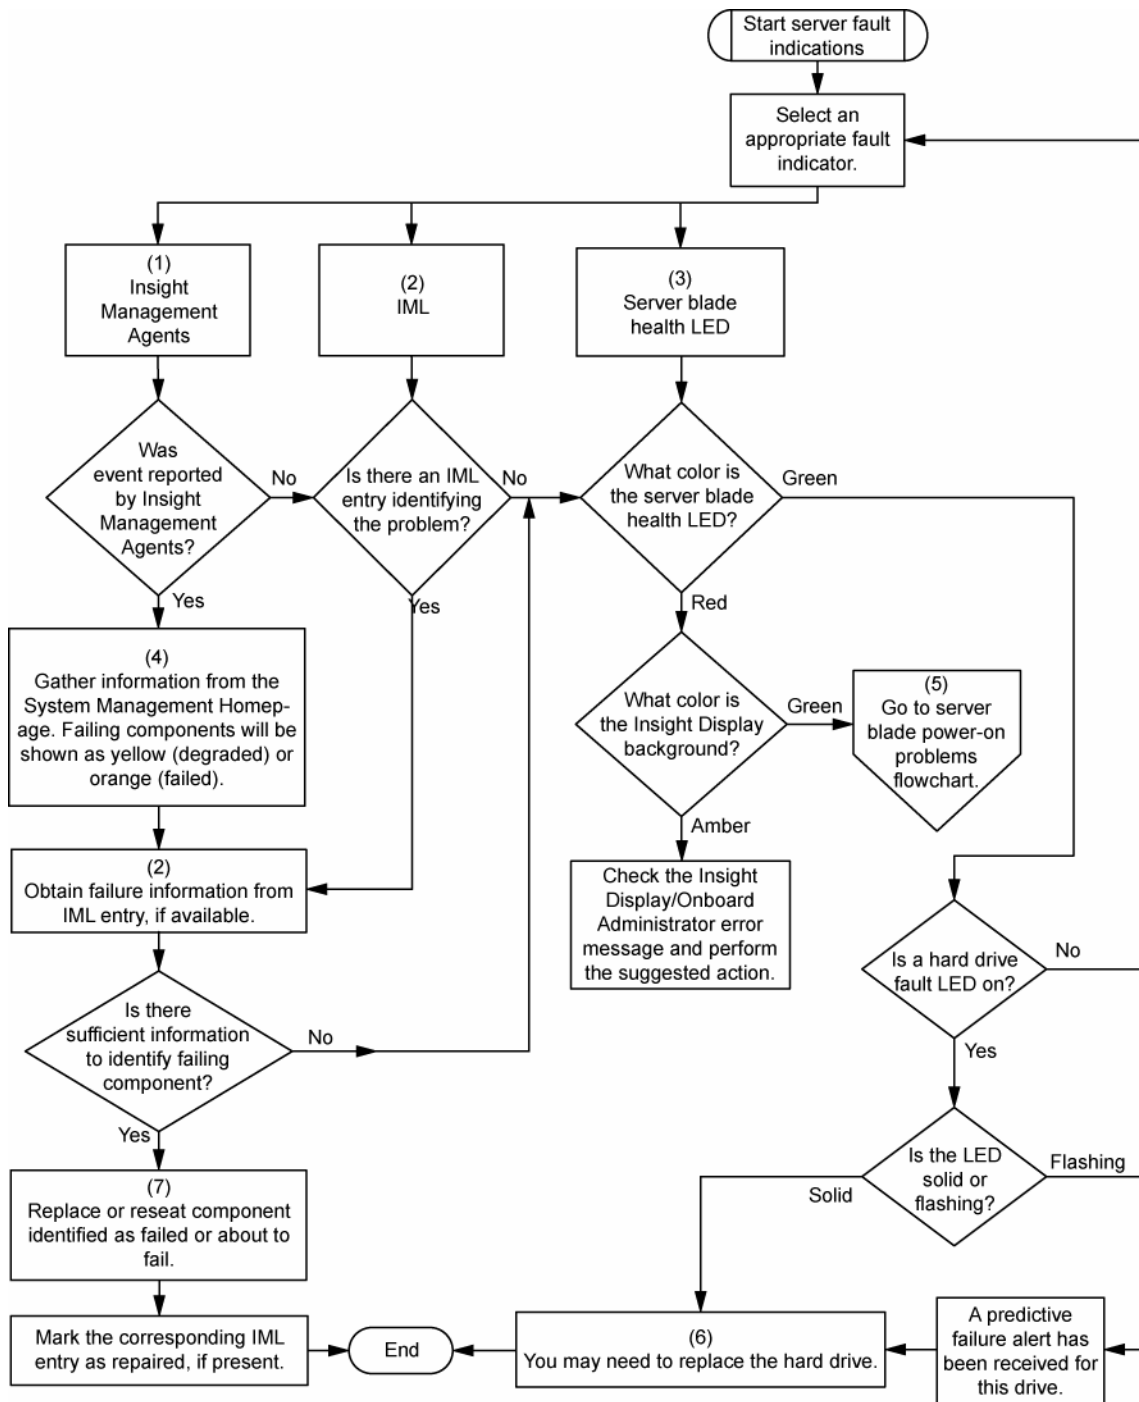 Start server fault
indications
Select an
appropriate fault
indicator.
(1)
Insight
Management
Agents
(2)
IML
(3)
Server blade
health LED
Was
event reported
by Insight
Management
Agents?
No
Yes
Is there an IML
entry identifying
the problem?
No
Yes
What color is
the server blade
health LED?
Green
Red
(4)
Gather information from the
System Management Homep-
age. Failing components will be
shown as yellow (degraded) or
orange (failed).
What color is
the Insight Display
background?
Green
Amber
(5)
Go to server
blade power-on
problems
flowchart.
(2)
Obtain failure information from
IML entry, if available.
Check the Insight
Display/Onboard
Administrator error
message and perform
the suggested action.
Is a hard drive
fault LED on?
No
Yes
Is there
sufficient information
to identify failing
component?
No
Yes
Is the LED
solid or
flashing?
Flashing
Solid
(7)
Replace or reseat component
identified as failed or about to
fail.
Mark the corresponding IML
entry as repaired, if present.
End
(6)
You may need to replace the hard drive.
A predictive
failure alert has
been received for
this drive.